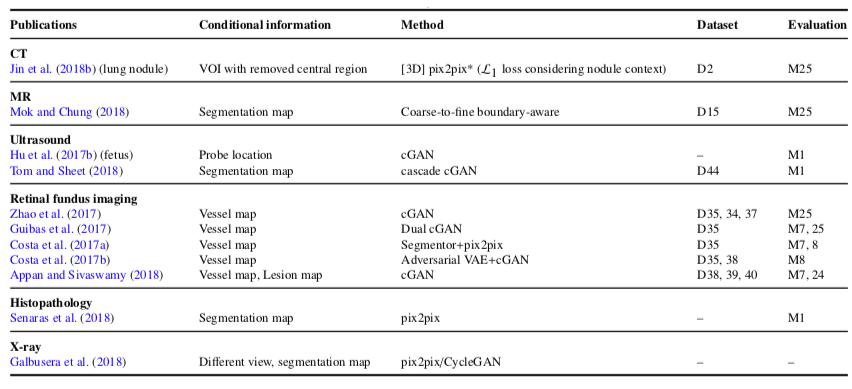 Publications Conditional information Method Dataset Evaluation
CT
Jin et al. (2018b) (lung nodule) VOI with removed central region [3D] pix2pix* (ℒ1 loss considering nodule context) D2 M25
MR
Mok and Chung (2018) Segmentation map Coarse-to-fine boundary-aware D15 M25
Ultrasound
Hu et al. (2017b) (fetus) Probe location cGAN – M1
Tom and Sheet (2018) Segmentation map cascade cGAN D44 M1
Retinal fundus imaging
Zhao et al. (2017) Vessel map cGAN D35, 34, 37 M25
Guibas et al. (2017) Vessel map Dual cGAN D35 M7, 25
Costa et al. (2017a) Vessel map Segmentor+pix2pix D35 M7, 8
Costa et al. (2017b) Vessel map Adversarial VAE+cGAN D35, 38 M8
Appan and Sivaswamy (2018) Vessel map, Lesion map cGAN D38, 39, 40 M7, 24
Histopathology
Senaras et al. (2018) Segmentation map pix2pix – M1
X-ray
Galbusera et al. (2018) Different view, segmentation map pix2pix/CycleGAN – –